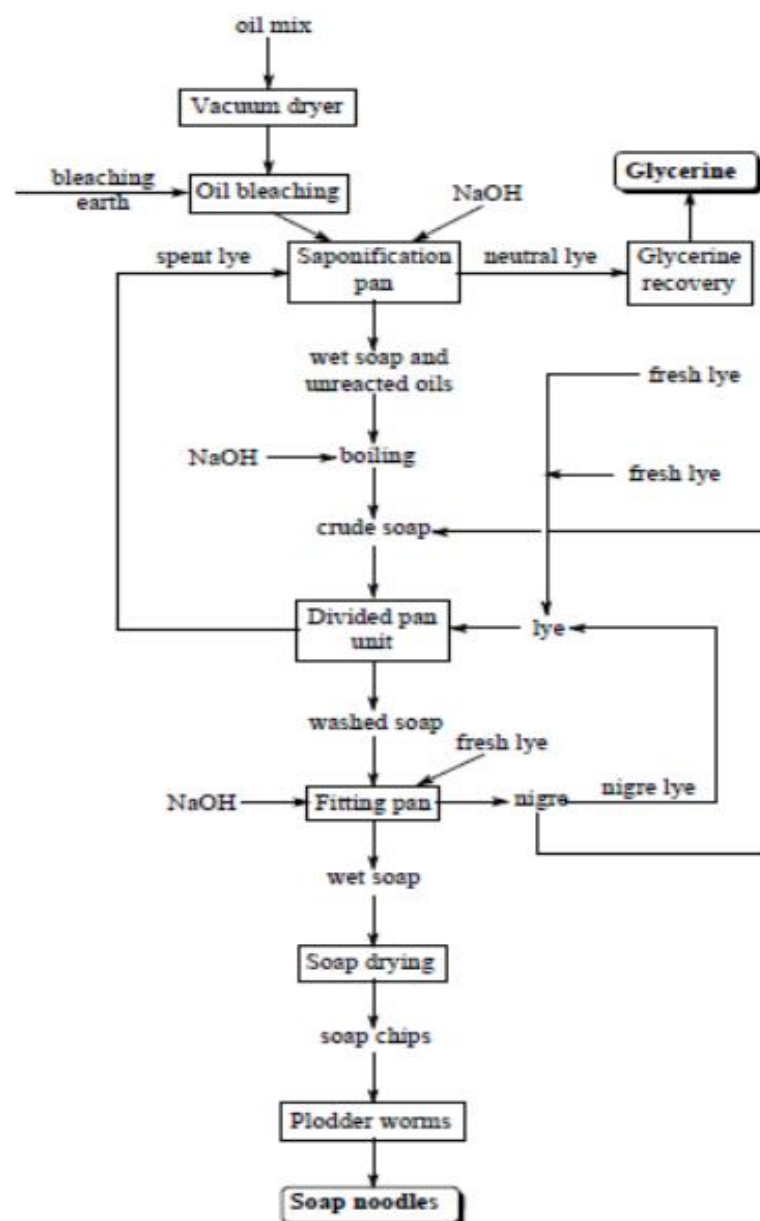 oil mix
Vacuum dryer
bleaching
earth
Oil bleaching
NaOH
Glycerine
spent lye
Saponification
pan
neutral lye
Glycerine
recovery
wet soap and
unreacted oils
fresh lye
NaOH
boiling
fresh lye
crude soap
Divided pan
unit
lye
washed soap
fresh lye
NaOH
Fitting pan
nigre
nigre lye
wet soap
Soap drying
soap chips
Plodder worms
Soap noodles